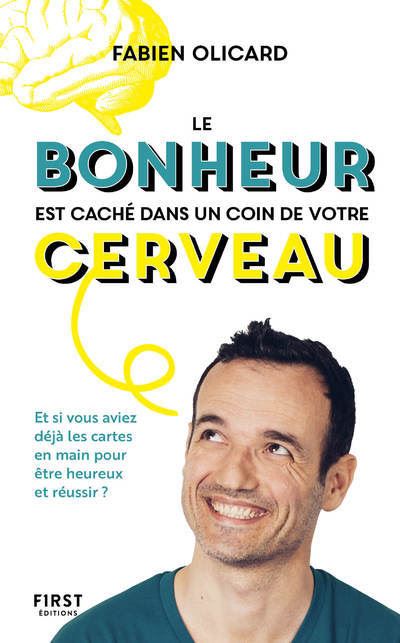 FABIEN OLICARD
LE
BONHEUR
EST CACHÉ DANS UN COIN DE VOTRE
CERVEAU
Et si vous aviez
déjà les cartes
en main pour
être heureux
et réussir ?
FIRST
ÉDITIONS